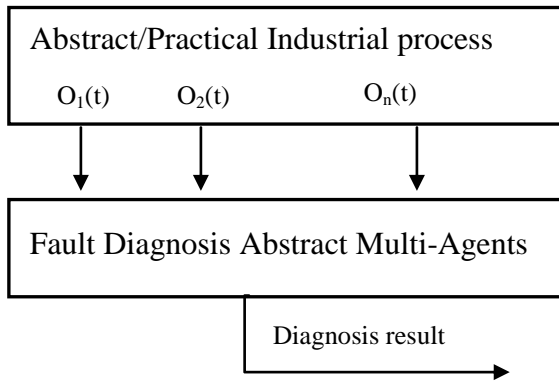 Abstract/Practical Industrial process
O₁(t) O₂(t) Oₙ(t)
Fault Diagnosis Abstract Multi-Agents
Diagnosis result